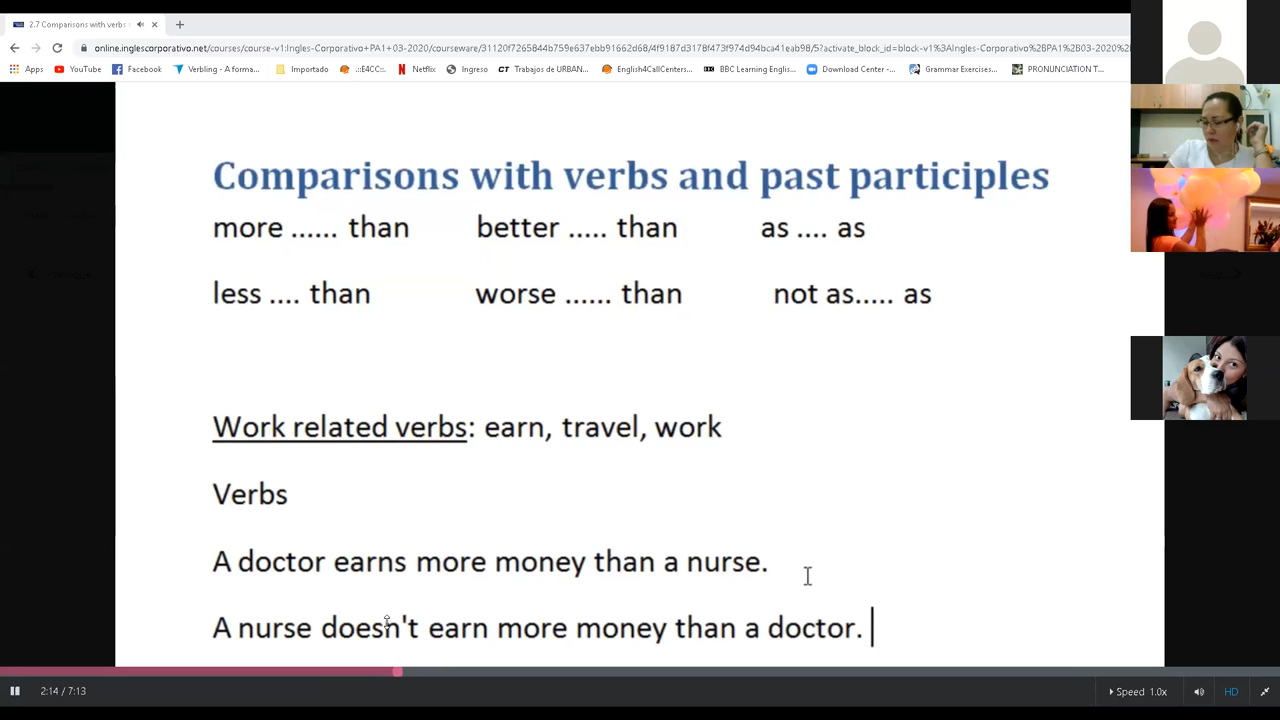 2.7 Comparisons with verbs
online.inglescorporativo.net/courses/course-v1:Ingles-Corporativo+PA1+03-2020/courseware/31120f7265844b759e637ebb91662d68/4f9187d3178f473f974d94bca41eab98/5?activate_block_id=block-v1%3AIngles-Corporativo%2BPA1%2B03-2020%
Apps YouTube Facebook Verbling - A forma... Importado .::E4CC::. Netflix Ingreso Trabajos de URBAN... English4CallCenters... BBC Learning Englis... Download Center -... Grammar Exercises... PRONUNCIATION T...
Comparisons with verbs and past participles
more ...... than better ..... than as .... as
less .... than worse ...... than not as..... as
Work related verbs: earn, travel, work
Verbs
A doctor earns more money than a nurse.
A nurse doesn't earn more money than a doctor.
2:14 / 7:13 Speed 1.0x HD